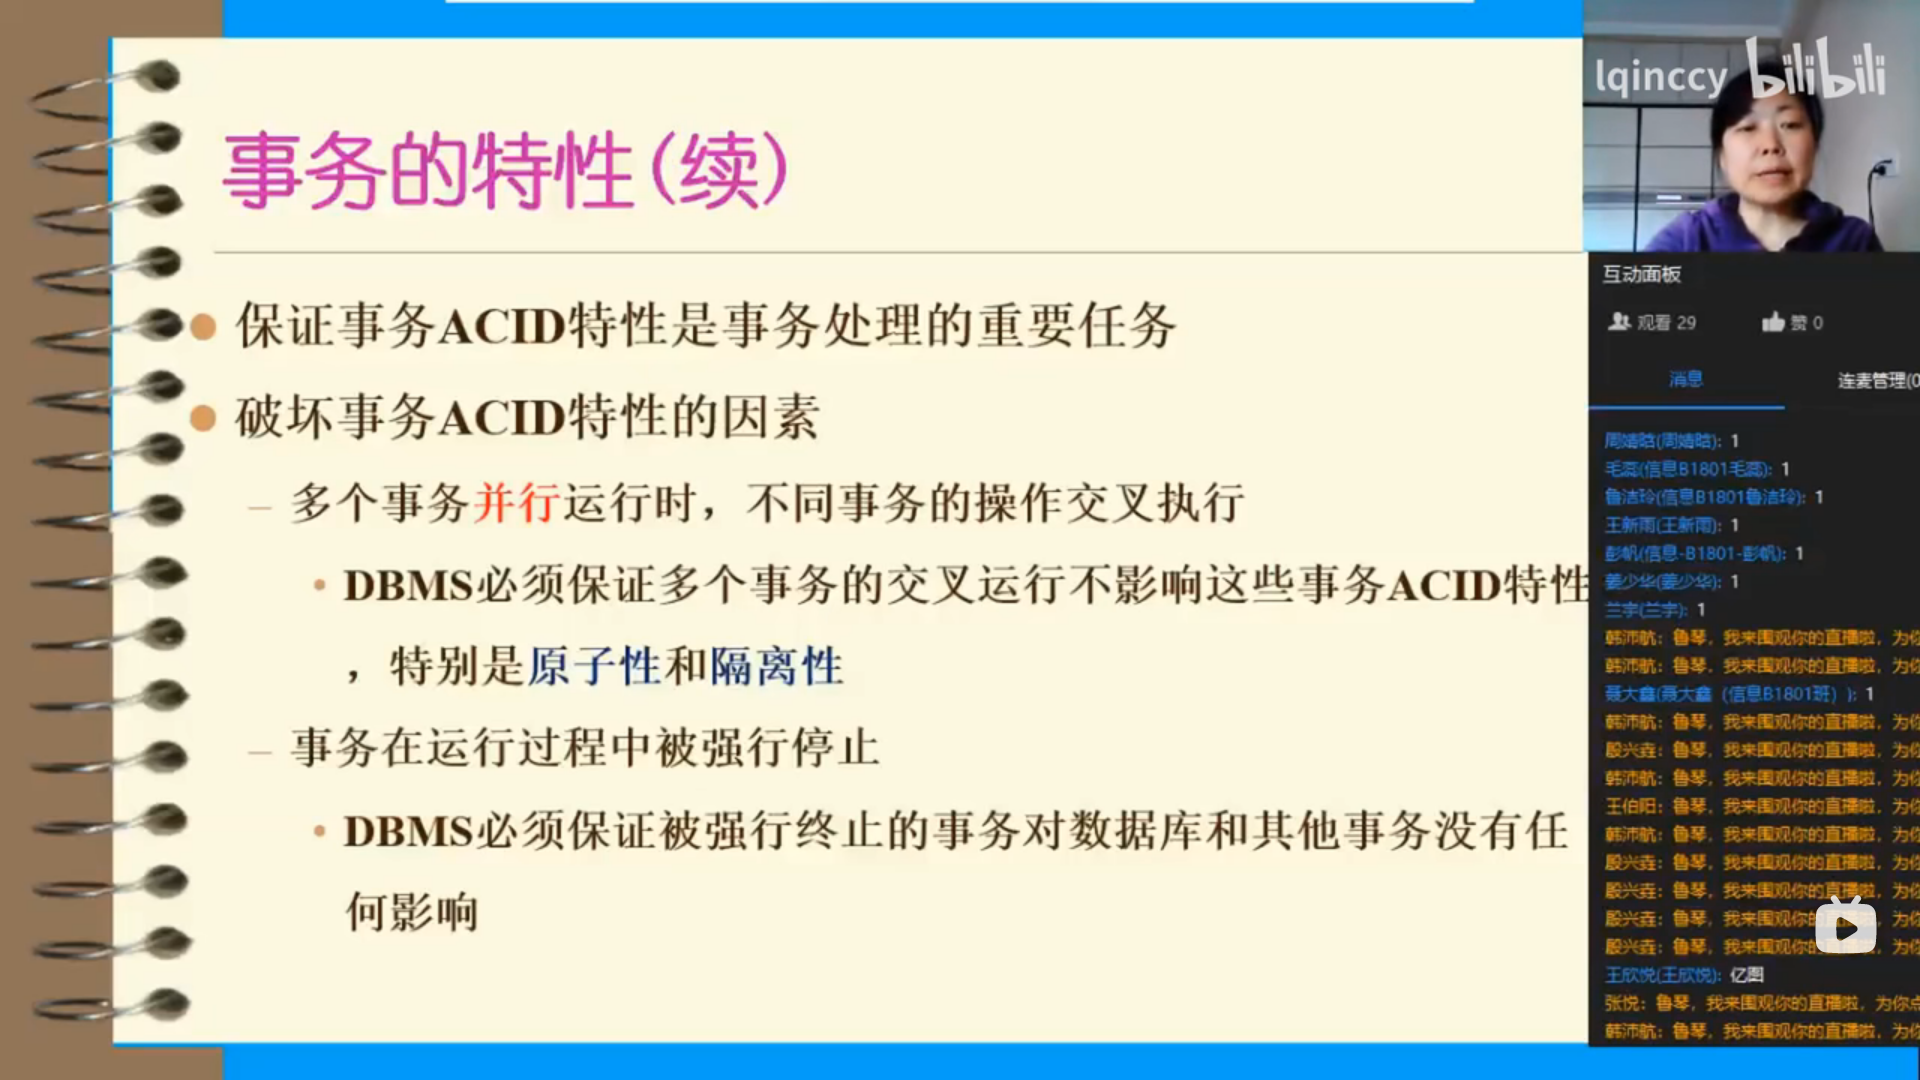 事务的特性(续)
保证事务ACID特性是事务处理的重要任务
破坏事务ACID特性的因素
– 多个事务并行运行时，不同事务的操作交叉执行
• DBMS必须保证多个事务的交叉运行不影响这些事务ACID特性
，特别是原子性和隔离性
– 事务在运行过程中被强行停止
• DBMS必须保证被强行终止的事务对数据库和其他事务没有任
何影响
lqinccy bilibili
互动面板
观看 29
赞 0
消息
连麦管理(0
周婧晗(周婧晗): 1
毛蕊(信息B1801毛蕊): 1
鲁洁玲(信息B1801鲁洁玲): 1
王新雨(王新雨): 1
彭帆(信息-B1801-彭帆): 1
姜少华(姜少华): 1
兰宇(兰宇): 1
韩沛航: 鲁琴，我来围观你的直播啦，为你
韩沛航: 鲁琴，我来围观你的直播啦，为你
聂大鑫(聂大鑫（信息B1801班）): 1
韩沛航: 鲁琴，我来围观你的直播啦，为你
殷兴垚: 鲁琴，我来围观你的直播啦，为你
韩沛航: 鲁琴，我来围观你的直播啦，为你
王伯阳: 鲁琴，我来围观你的直播啦，为你
韩沛航: 鲁琴，我来围观你的直播啦，为你
殷兴垚: 鲁琴，我来围观你的直播啦，为你
殷兴垚: 鲁琴，我来围观你的直播啦，为你
殷兴垚: 鲁琴，我来围观你的直播啦，为你
殷兴垚: 鲁琴，我来围观你的直播啦，为你
王欣悦(王欣悦): 亿图
张悦: 鲁琴，我来围观你的直播啦，为你点
韩沛航: 鲁琴，我来围观你的直播啦，为你